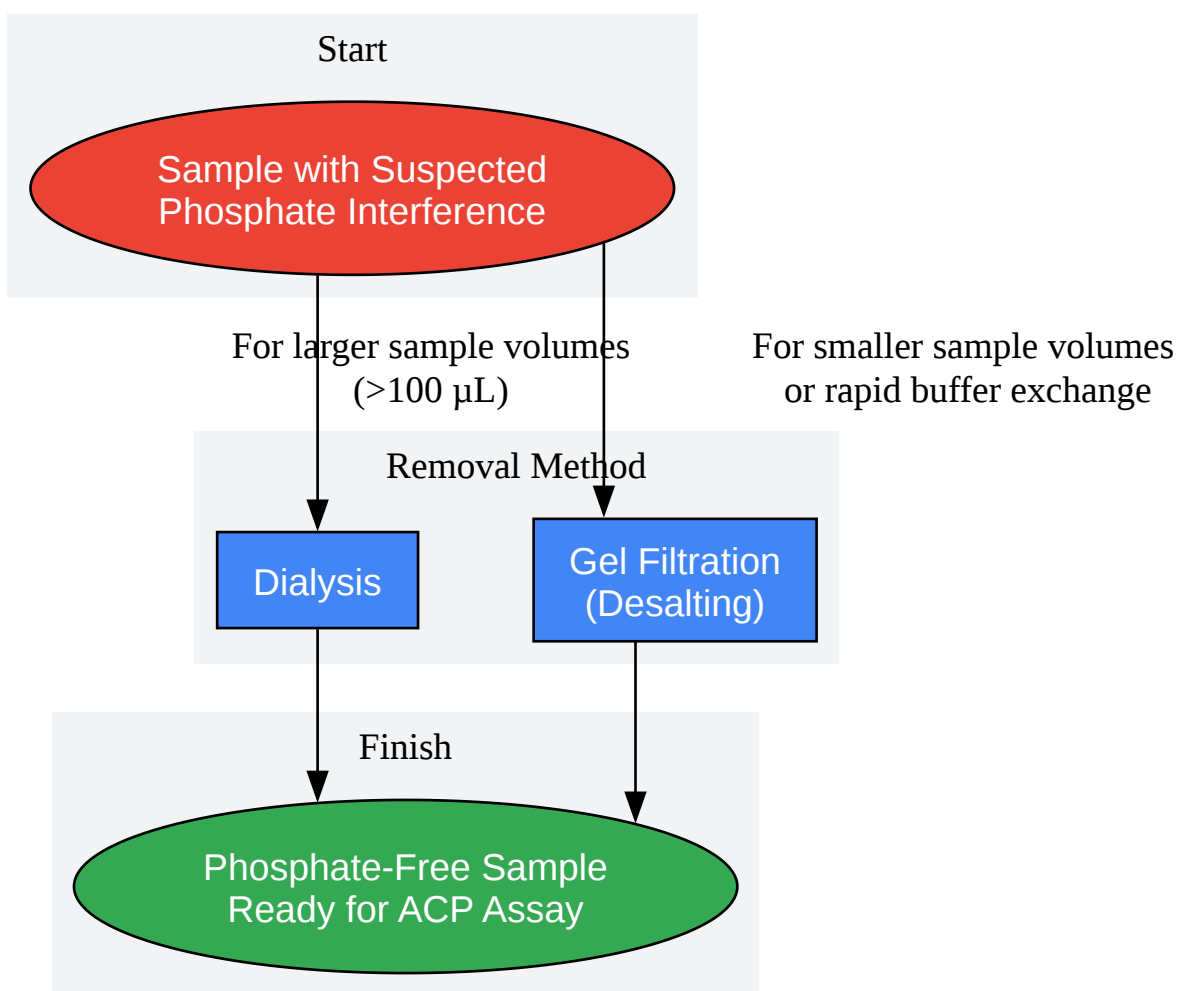 Start
Sample with Suspected
Phosphate Interference
For larger sample volumes
(>100 µL)
For smaller sample volumes
or rapid buffer exchange
Removal Method
Dialysis
Gel Filtration
(Desalting)
Finish
Phosphate-Free Sample
Ready for ACP Assay